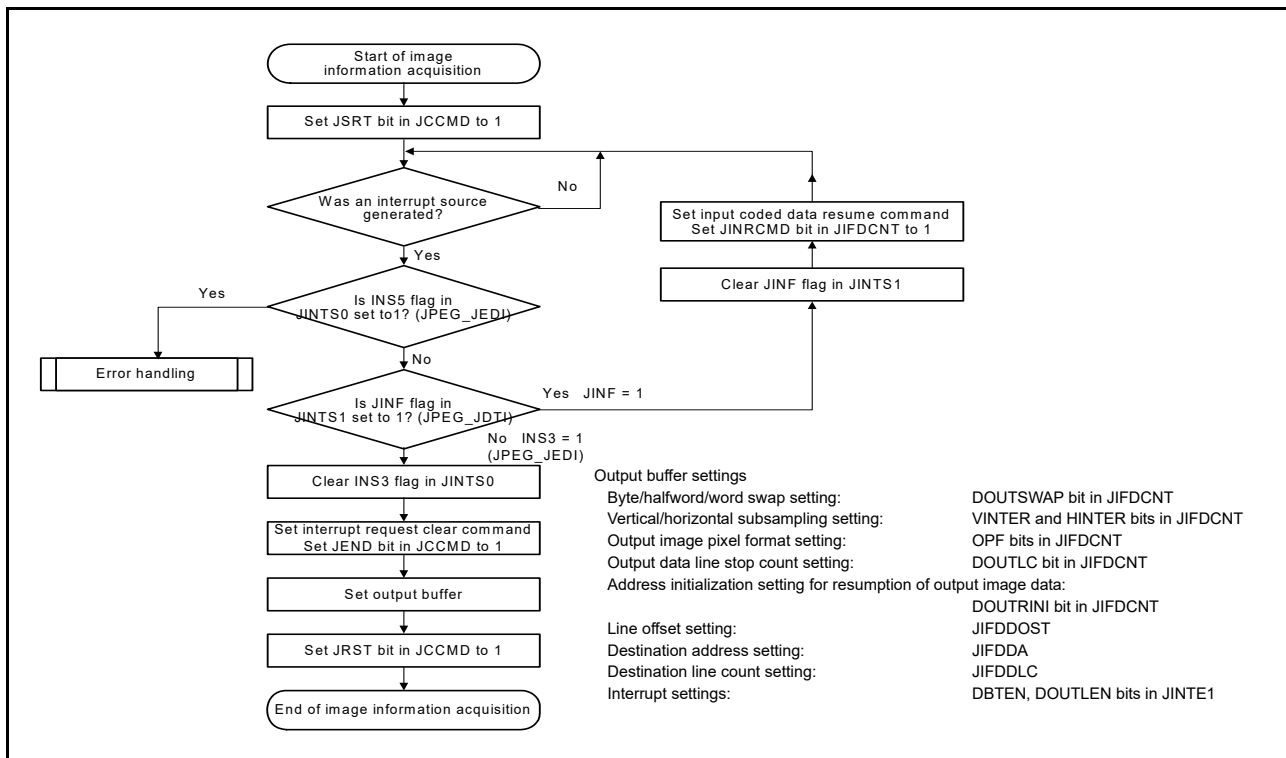 Start of image
information acquisition
Set JSRT bit in JCCMD to 1
Was an interrupt source
generated?
No
Set input coded data resume command
Set JINRCMD bit in JIFDCNT to 1
Yes
Clear JINF flag in JINTS1
Yes
Is INS5 flag in
JINTS0 set to1? (JPEG_JEDI)
Error handling
No
Yes JINF = 1
Is JINF flag in
JINTS1 set to 1? (JPEG_JDTI)
No INS3 = 1
(JPEG_JEDI)
Clear INS3 flag in JINTS0
Set interrupt request clear command
Set JEND bit in JCCMD to 1
Set output buffer
Set JRST bit in JCCMD to 1
End of image information acquisition
Output buffer settings
Byte/halfword/word swap setting: DOUTSWAP bit in JIFDCNT
Vertical/horizontal subsampling setting: VINTER and HINTER bits in JIFDCNT
Output image pixel format setting: OPF bits in JIFDCNT
Output data line stop count setting: DOUTLC bit in JIFDCNT
Address initialization setting for resumption of output image data:
DOUTRINI bit in JIFDCNT
Line offset setting: JIFDDOST
Destination address setting: JIFDDA
Destination line count setting: JIFDDLC
Interrupt settings: DBTEN, DOUTLEN bits in JINTE1